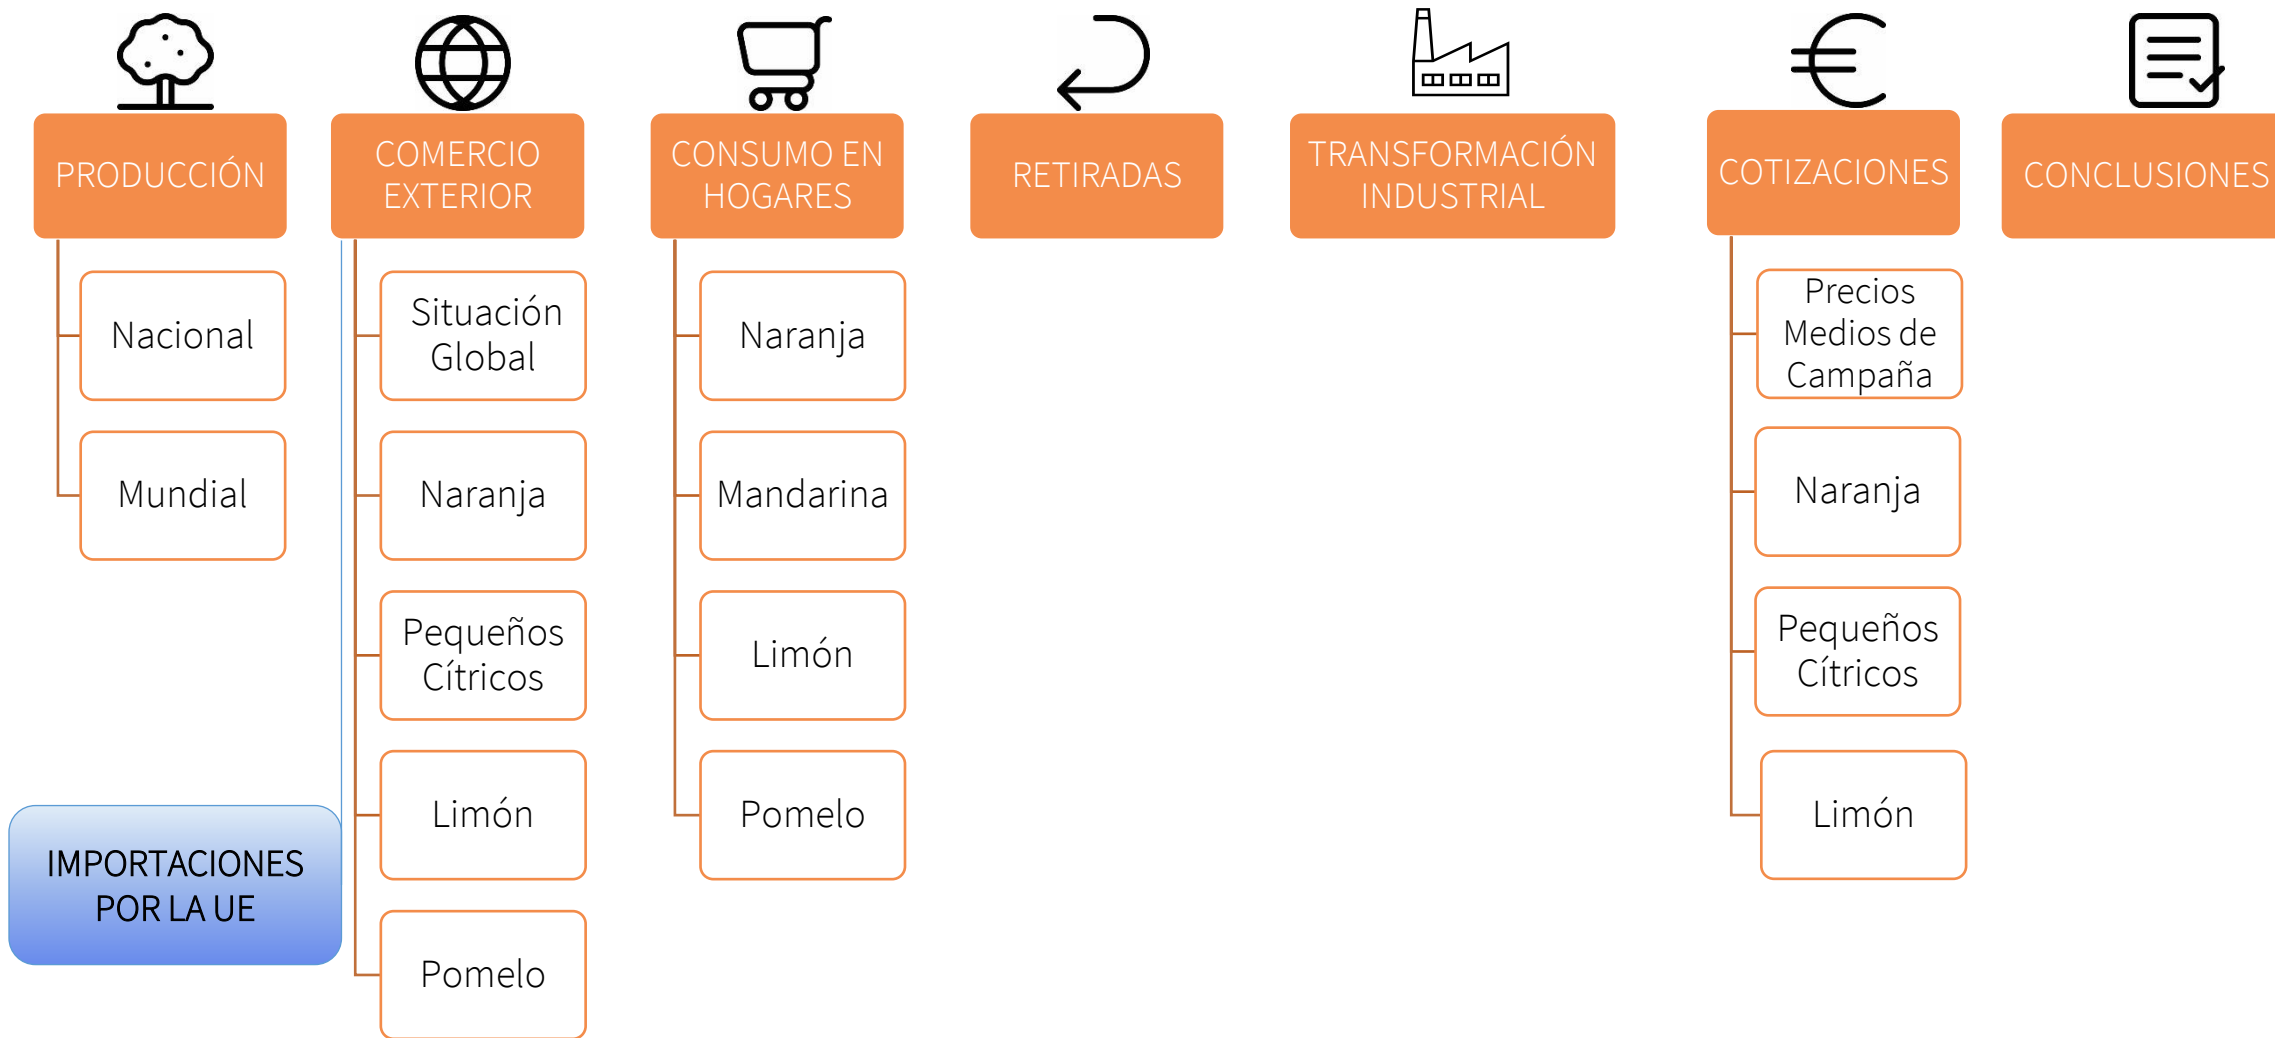 PRODUCCIÓN
Nacional
Mundial
COMERCIO
EXTERIOR
Situación
Global
Naranja
Pequeños
Cítricos
Limón
Pomelo
IMPORTACIONES
POR LA UE
CONSUMO EN
HOGARES
Naranja
Mandarina
Limón
Pomelo
RETIRADAS
TRANSFORMACIÓN
INDUSTRIAL
COTIZACIONES
Precios
Medios de
Campaña
Naranja
Pequeños
Cítricos
Limón
CONCLUSIONES